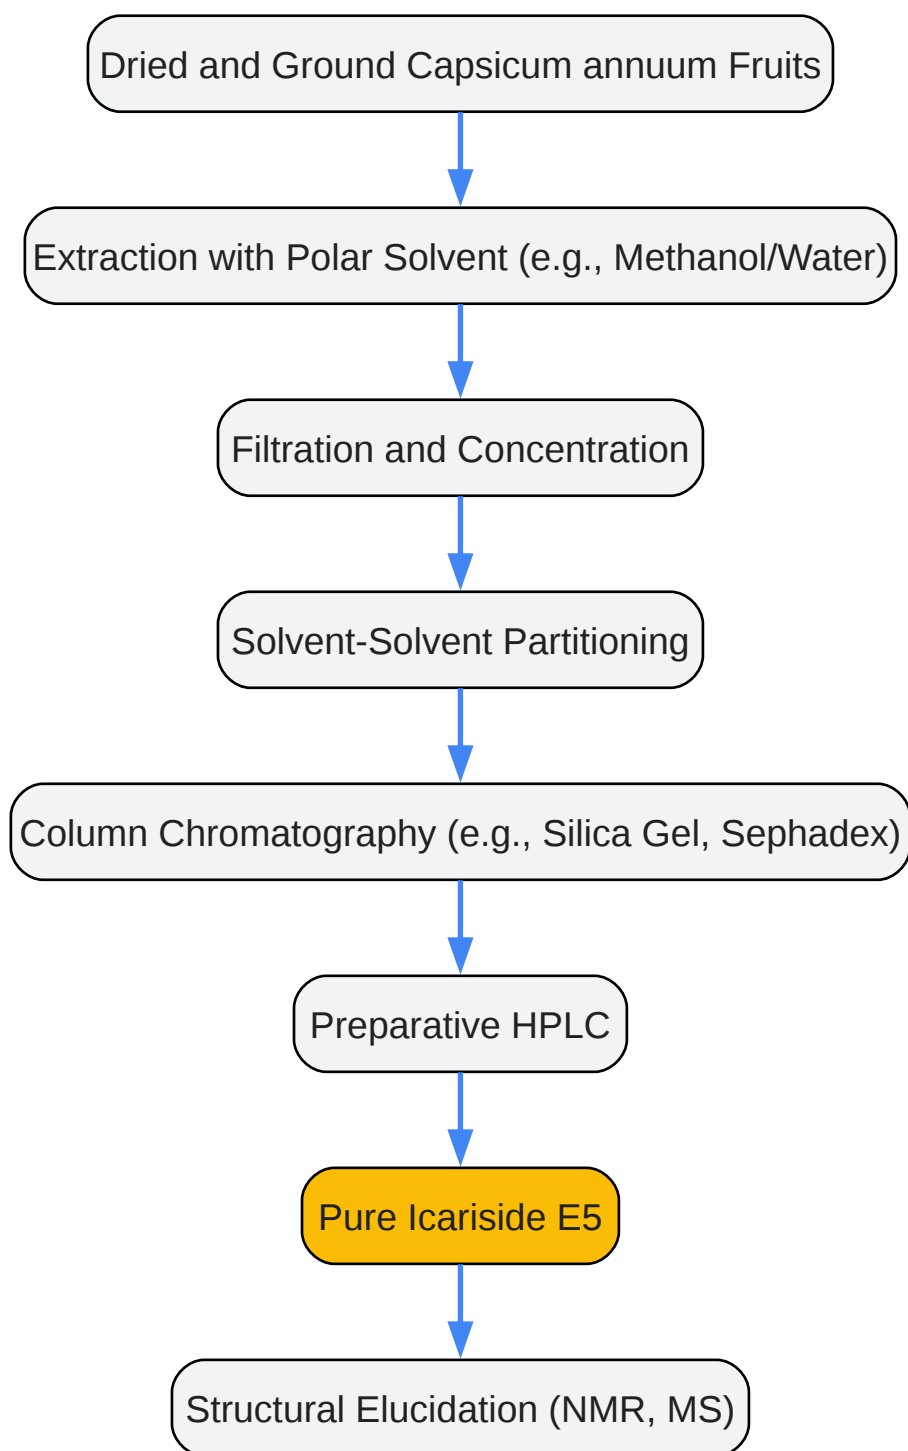 Dried and Ground Capsicum annuum Fruits
Extraction with Polar Solvent (e.g., Methanol/Water)
Filtration and Concentration
Solvent-Solvent Partitioning
Column Chromatography (e.g., Silica Gel, Sephadex)
Preparative HPLC
Pure Icariside E5
Structural Elucidation (NMR, MS)